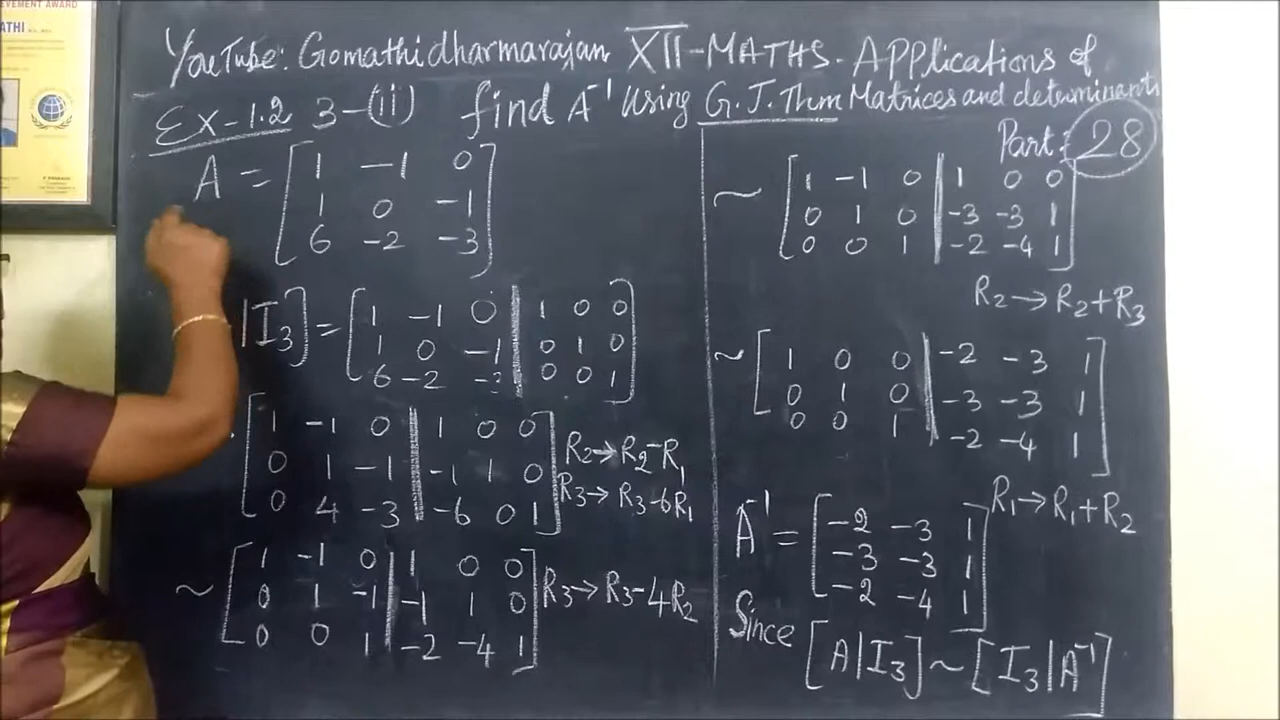 EVEMENT AWARD
YouTube: Gomathidharmarajan XII-MATHS. Applications of
Matrices and determinants
Ex-1.2 3-(ii) find A⁻¹ using G.J.Thm
Part: 28
A = [1 -1 0
1 0 -1
6 -2 -3]
|I₃] = [1 -1 0 | 1 0 0
1 0 -1 | 0 1 0
6 -2 -3 | 0 0 1]
[1 -1 0 | 1 0 0
0 1 -1 | -1 1 0
0 4 -3 | -6 0 1]
R₂→R₂-R₁
R₃→R₃-6R₁
~ [1 -1 0 | 1 0 0
0 1 -1 | -1 1 0
0 0 1 | -2 -4 1]
R₃→R₃-4R₂
~ [1 -1 0 | 1 0 0
0 1 0 | -3 -3 1
0 0 1 | -2 -4 1]
R₂→R₂+R₃
~ [1 0 0 | -2 -3 1
0 1 0 | -3 -3 1
0 0 1 | -2 -4 1]
R₁→R₁+R₂
A⁻¹ = [-2 -3 1
-3 -3 1
-2 -4 1]
Since [A|I₃] ~ [I₃|A⁻¹]